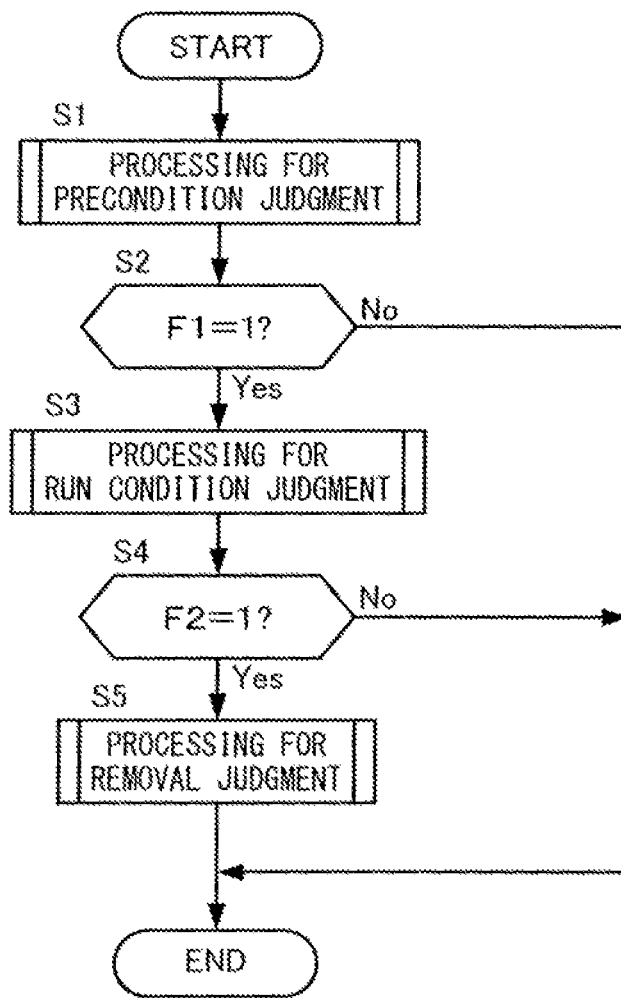 START
S1
PROCESSING FOR
PRECONDITION JUDGMENT
S2
F1=1?
No
Yes
S3
PROCESSING FOR
RUN CONDITION JUDGMENT
S4
F2=1?
No
Yes
S5
PROCESSING FOR
REMOVAL JUDGMENT
END